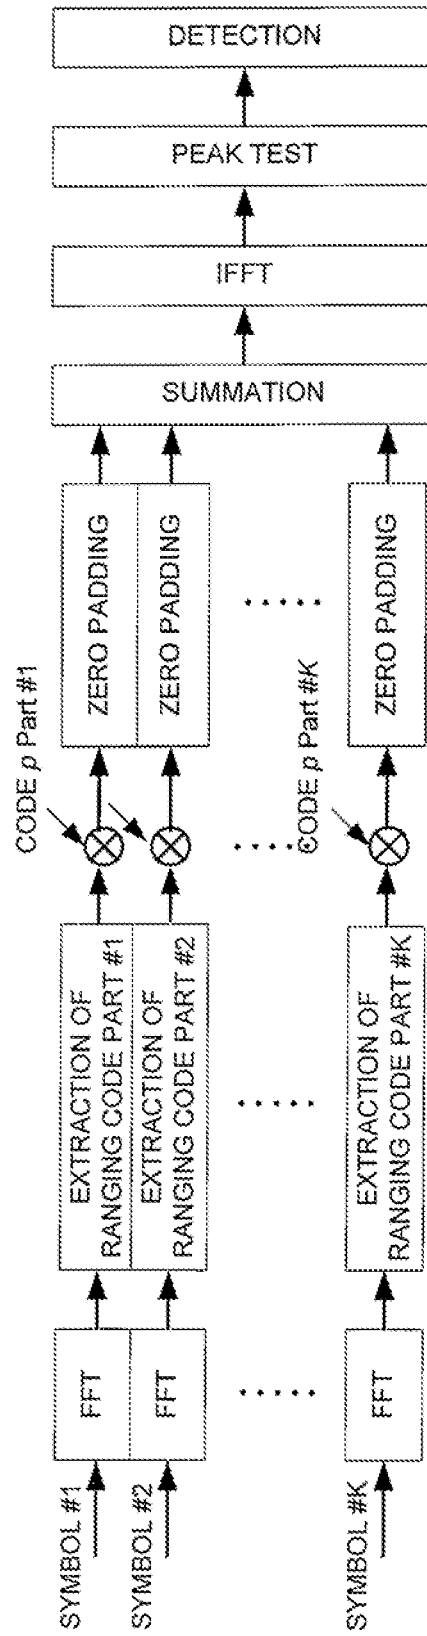 DETECTION
PEAK TEST
IFFT
SUMMATION
ZERO PADDING
ZERO PADDING
ZERO PADDING
CODE p Part #1
CODE p Part #K
EXTRACTION OF
RANGING CODE PART #1
EXTRACTION OF
RANGING CODE PART #2
EXTRACTION OF
RANGING CODE PART #K
FFT
FFT
FFT
SYMBOL #1
SYMBOL #2
SYMBOL #K